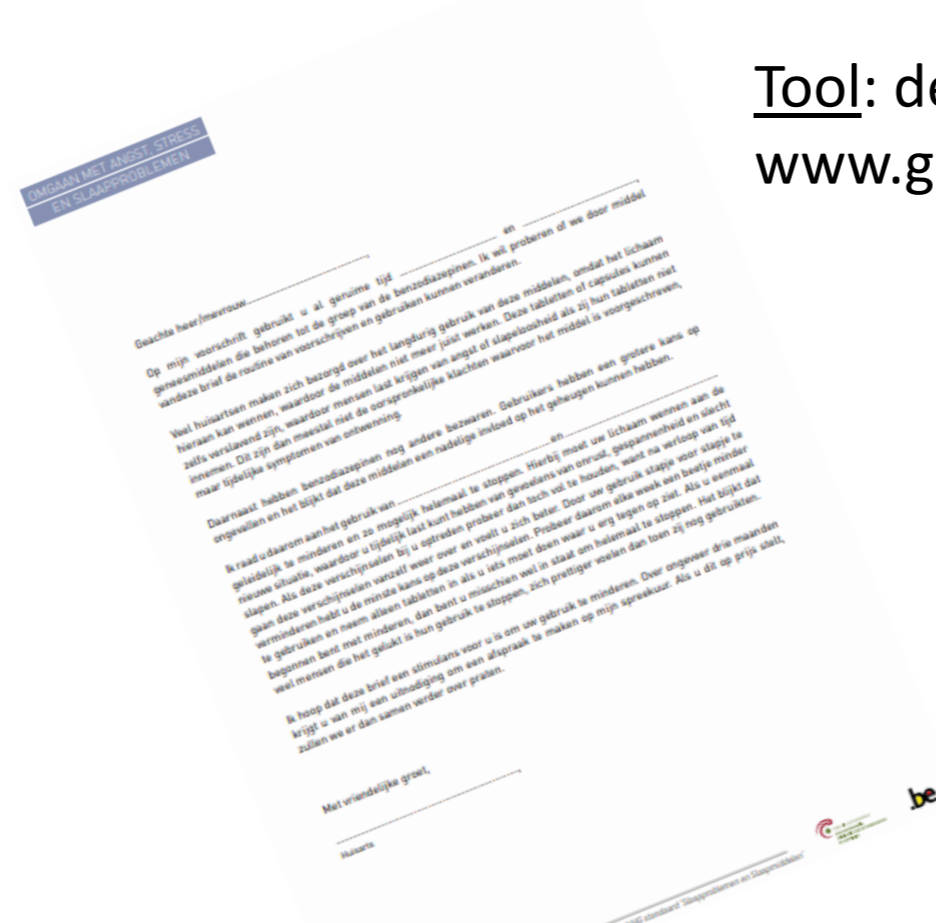 Tool: de
www.g
OMGAAN MET ANGST, STRESS
EN SLAAPPROBLEMEN
Geachte heer/mevrouw,
Op mijn voorschrift gebruikt u al geruime tijd en ,
geneesmiddelen die behoren tot de groep van de benzodiazepinen. Ik wil proberen of we door middel
vandeze brief de routine van voorschrijven en gebruiken kunnen veranderen.
Veel huisartsen maken zich bezorgd over het langdurig gebruik van deze middelen, omdat het lichaam
hieraan kan wennen, waardoor de middelen niet meer juist werken. Deze tabletten of capsules kunnen
zelfs verslavend zijn, waardoor mensen last krijgen van angst of slapeloosheid als zij hun tabletten niet
innemen. Dit zijn dan meestal niet de oorspronkelijke klachten waarvoor het middel is voorgeschreven,
maar tijdelijke symptomen van ontwenning.
Daarnaast hebben benzodiazepinen nog andere bezwaren. Gebruikers hebben een grotere kans op
ongevallen en het blijkt dat deze middelen een nadelige invloed op het geheugen kunnen hebben.
Ik raad u daarom aan het gebruik van en
geleidelijk te minderen en zo mogelijk helemaal te stoppen. Hierbij moet uw lichaam wennen aan de
nieuwe situatie, waardoor u tijdelijk last kunt hebben van gevoelens van onrust, gespannenheid en slecht
slapen. Als deze verschijnselen bij u optreden probeer dan toch vol te houden, want na verloop van tijd
gaan deze verschijnselen vanzelf weer over en voelt u zich beter. Door uw gebruik stapje voor stapje te
verminderen hebt u de minste kans op deze verschijnselen. Probeer daarom elke week een beetje minder
te gebruiken en neem alleen tabletten in als u iets moet doen waar u erg tegen op ziet. Als u eenmaal
begonnen bent met minderen, dan bent u misschien wel in staat om helemaal te stoppen. Het blijkt dat
veel mensen die het gelukt is hun gebruik te stoppen, zich prettiger voelen dan toen zij nog gebruikten.
Ik hoop dat deze brief een stimulans voor u is om uw gebruik te minderen. Over ongeveer drie maanden
krijgt u van mij een uitnodiging om een afspraak te maken op mijn spreekuur. Als u dit op prijs stelt,
zullen we er dan samen verder over praten.
Met vriendelijke groet,
Huisarts
.be
standaard 'Slaapproblemen en Slaapmiddelen'